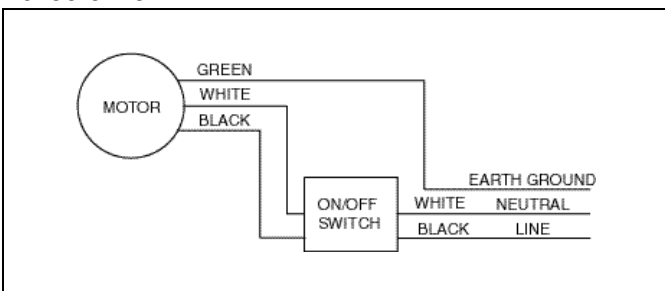 GREEN
WHITE
MOTOR
BLACK
EARTH GROUND
ON/OFF SWITCH
WHITE NEUTRAL
BLACK LINE